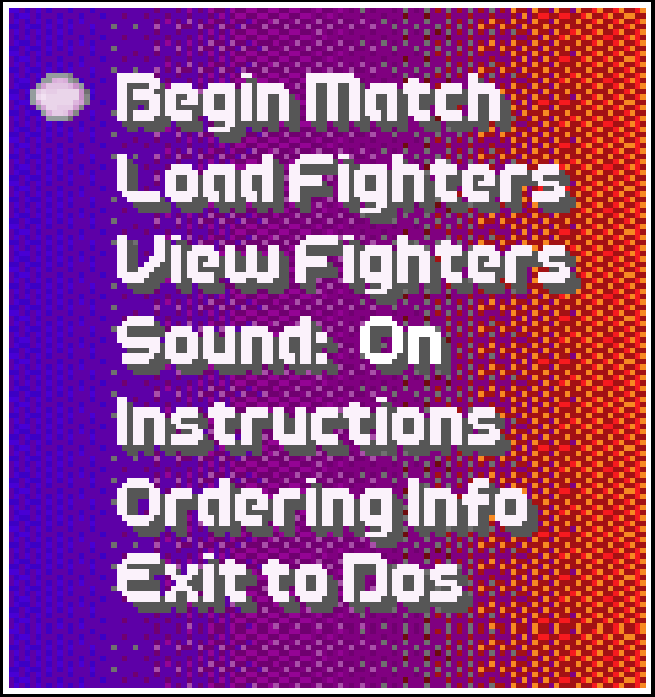 Begin Match
Load Fighters
View Fighters
Sound: On
Instructions
Ordering Info
Exit to Dos